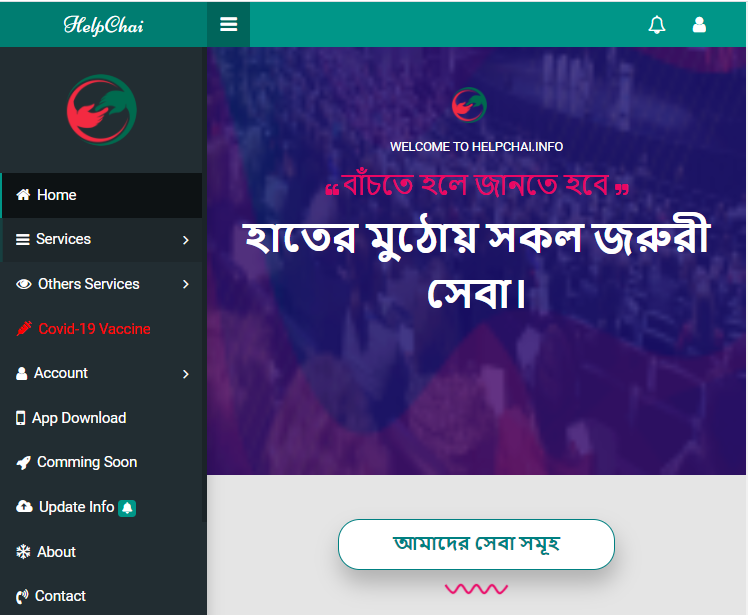 HelpChai
Home
Services
Others Services
Covid-19 Vaccine
Account
App Download
Comming Soon
Update Info
About
Contact
WELCOME TO HELPCHAI.INFO
❝বাঁচতে হলে জানতে হবে❞
হাতের মুঠোয় সকল জরুরী
সেবা।
আমাদের সেবা সমূহ